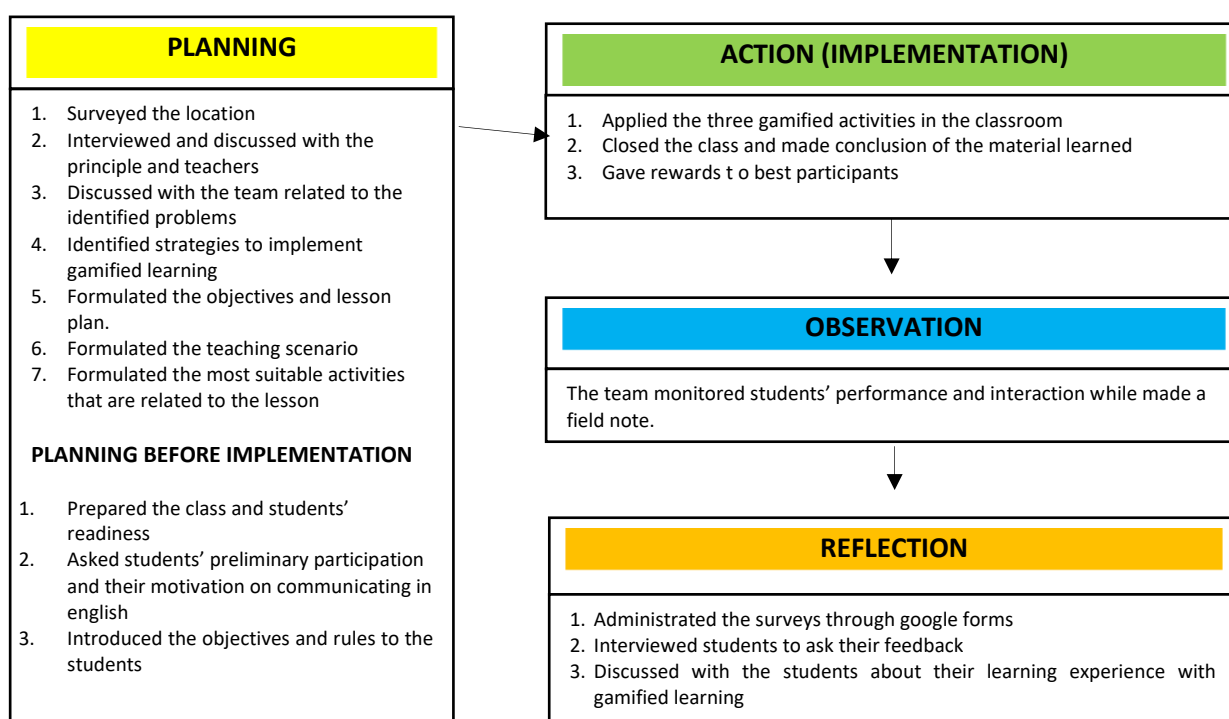 PLANNING
1. Surveyed the location
2. Interviewed and discussed with the
principle and teachers
3. Discussed with the team related to the
identified problems
4. Identified strategies to implement
gamified learning
5. Formulated the objectives and lesson
plan.
6. Formulated the teaching scenario
7. Formulated the most suitable activities
that are related to the lesson
PLANNING BEFORE IMPLEMENTATION
1. Prepared the class and students’
readiness
2. Asked students’ preliminary participation
and their motivation on communicating in
english
3. Introduced the objectives and rules to the
students
ACTION (IMPLEMENTATION)
1. Applied the three gamified activities in the classroom
2. Closed the class and made conclusion of the material learned
3. Gave rewards t o best participants
OBSERVATION
The team monitored students’ performance and interaction while made a
field note.
REFLECTION
1. Administrated the surveys through google forms
2. Interviewed students to ask their feedback
3. Discussed with the students about their learning experience with
gamified learning